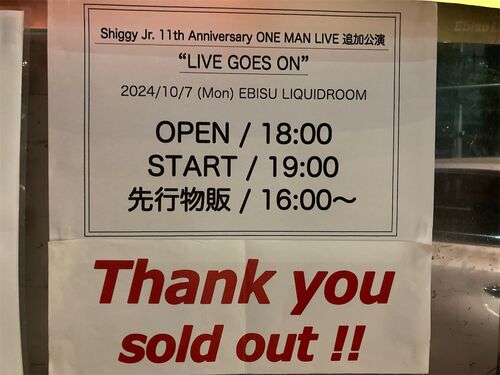 Shiggy Jr. 11th Anniversary ONE MAN LIVE 追加公演
“LIVE GOES ON”
2024/10/7 (Mon) EBISU LIQUIDROOM
OPEN / 18:00
START / 19:00
先行物販 / 16:00～
Thank you
sold out !!